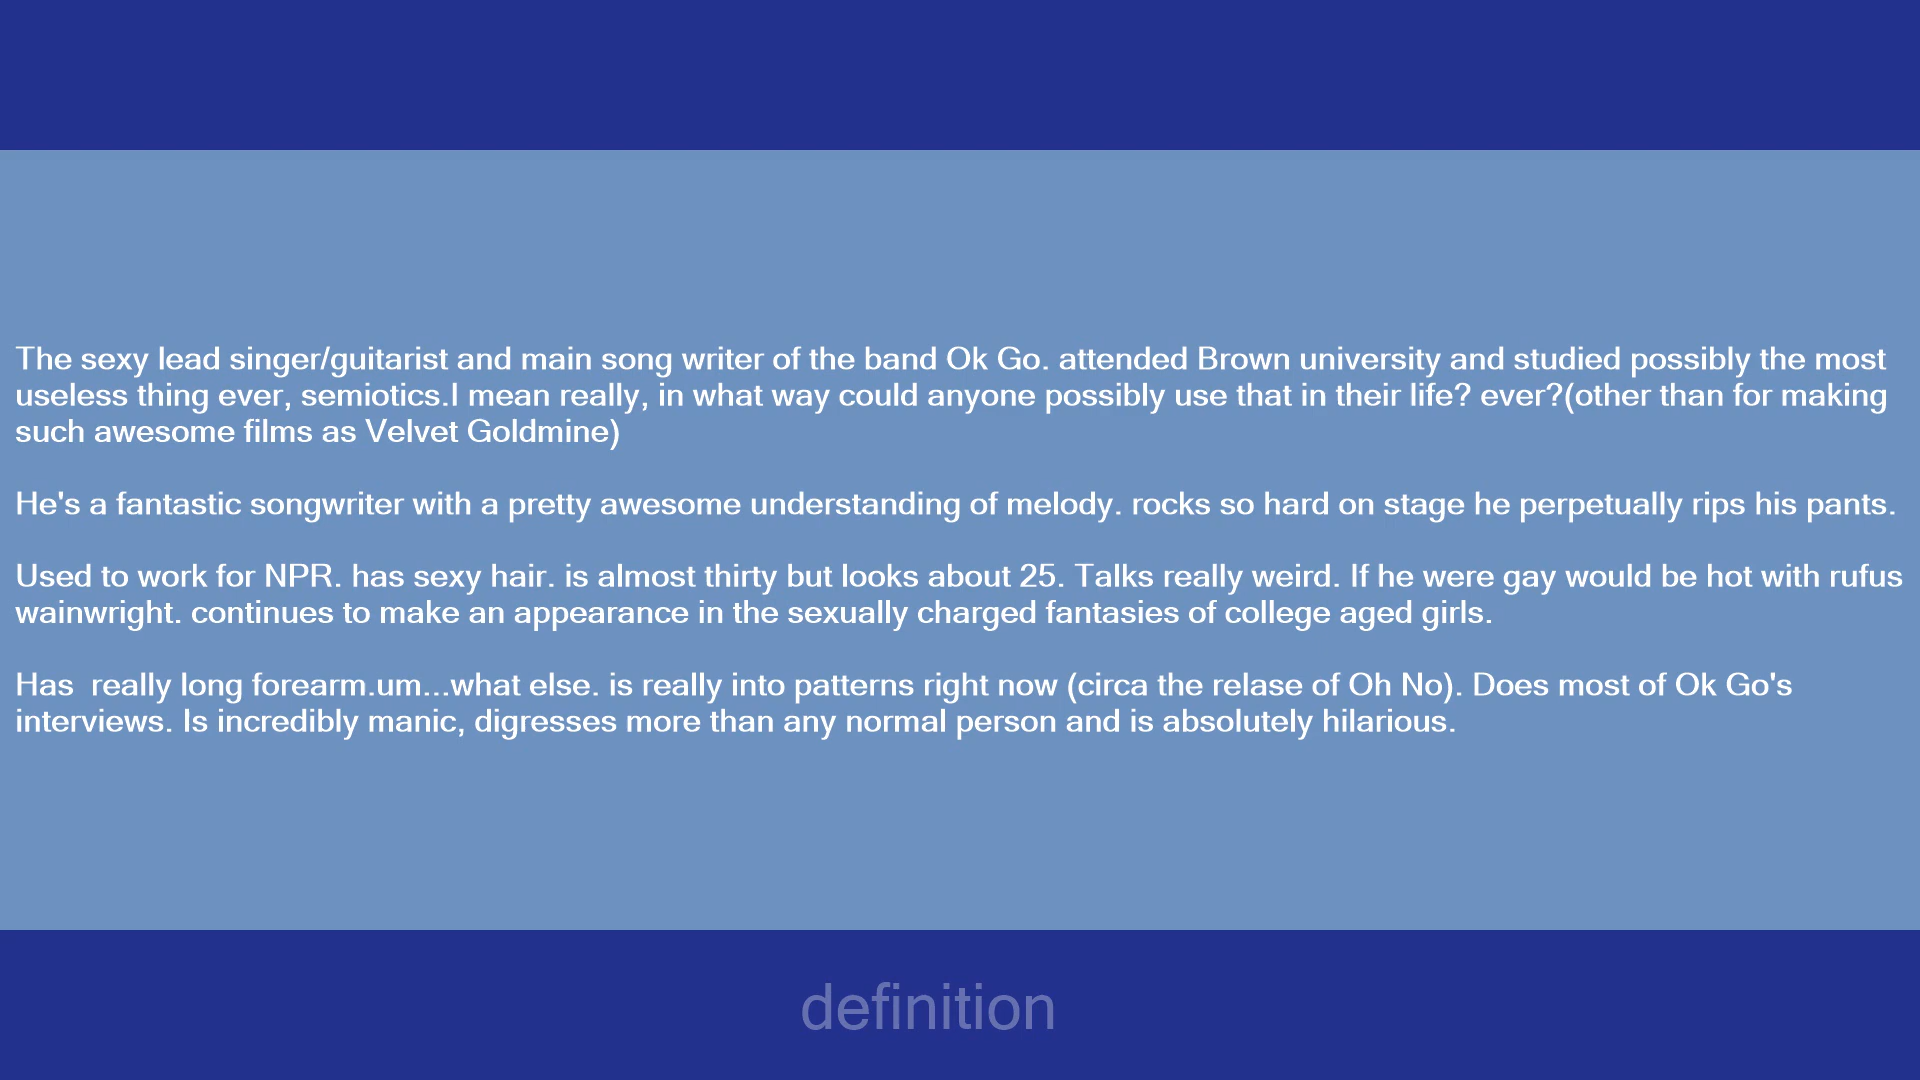 The sexy lead singer/guitarist and main song writer of the band Ok Go. attended Brown university and studied possibly the most
useless thing ever, semiotics.I mean really, in what way could anyone possibly use that in their life? ever?(other than for making
such awesome films as Velvet Goldmine)
He's a fantastic songwriter with a pretty awesome understanding of melody. rocks so hard on stage he perpetually rips his pants.
Used to work for NPR. has sexy hair. is almost thirty but looks about 25. Talks really weird. If he were gay would be hot with rufus
wainwright. continues to make an appearance in the sexually charged fantasies of college aged girls.
Has  really long forearm.um...what else. is really into patterns right now (circa the relase of Oh No). Does most of Ok Go's
interviews. Is incredibly manic, digresses more than any normal person and is absolutely hilarious.
definition